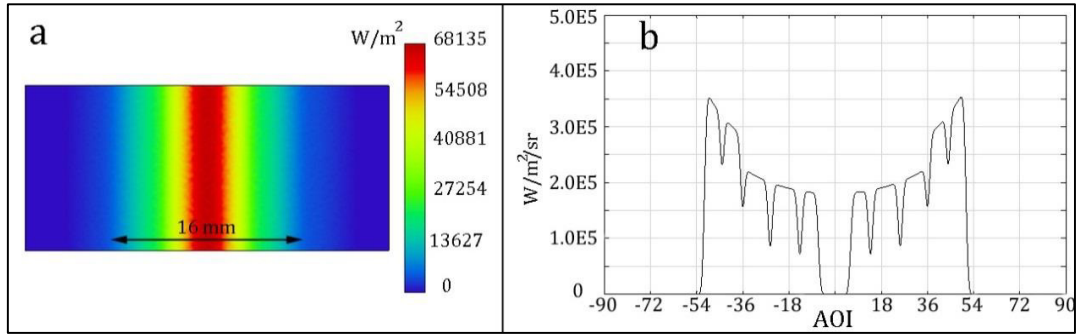 a
W/m²
68135
54508
40881
27254
13627
0
16 mm
b
W/m²/sr
5.0E5
4.0E5
3.0E5
2.0E5
1.0E5
0
-90 -72 -54 -36 -18 0 18 36 54 72 90
AOI